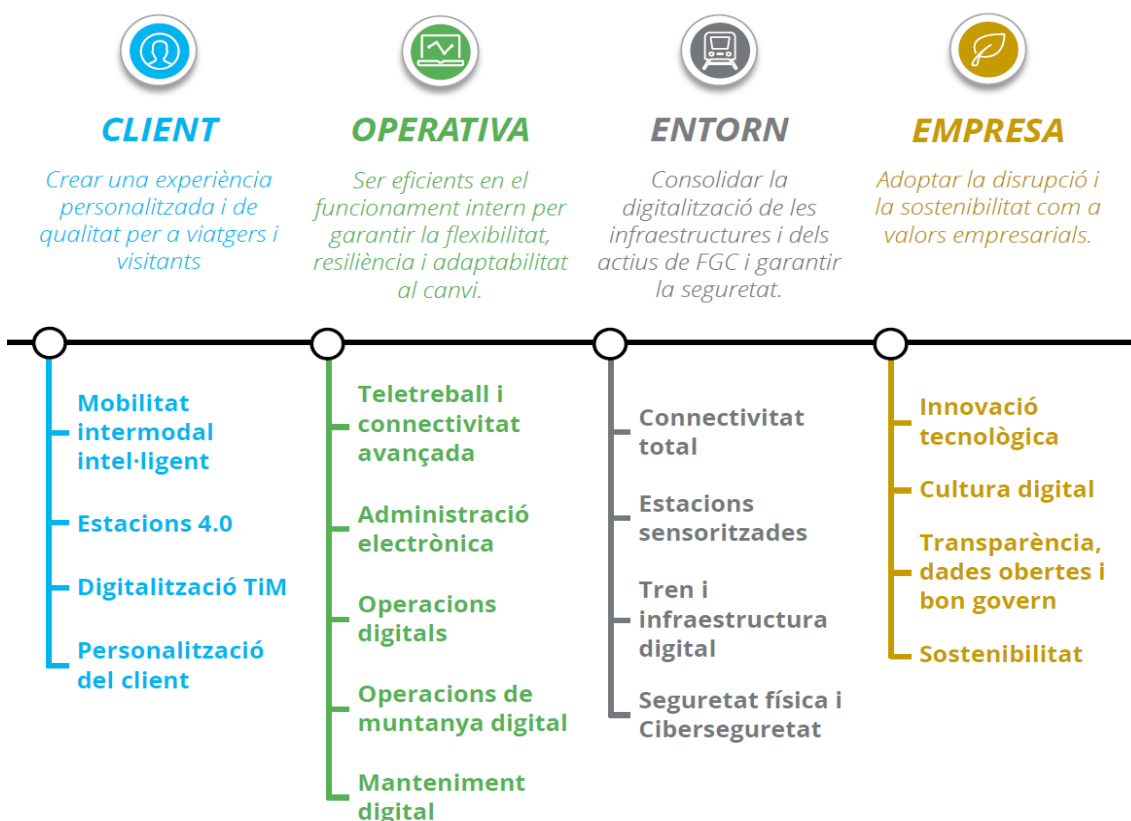 CLIENT
Crear una experiència
personalitzada i de
qualitat per a viatgers i
visitants
Mobilitat
intermodal
intel·ligent
Estacions 4.0
Digitalització TiM
Personalització
del client
OPERATIVA
Ser eficients en el
funcionament intern per
garantir la flexibilitat,
resiliència i adaptabilitat
al canvi.
Teletreball i
connectivitat
avançada
Administració
electrònica
Operacions
digitals
Operacions de
muntanya digital
Manteniment
digital
ENTORN
Consolidar la
digitalització de les
infraestructures i dels
actius de FGC i garantir
la seguretat.
Connectivitat
total
Estacions
sensoritzades
Tren i
infraestructura
digital
Seguretat física i
Ciberseguretat
EMPRESA
Adoptar la disrupció i
la sostenibilitat com a
valors empresarials.
Innovació
tecnològica
Cultura digital
Transparència,
dades obertes i
bon govern
Sostenibilitat